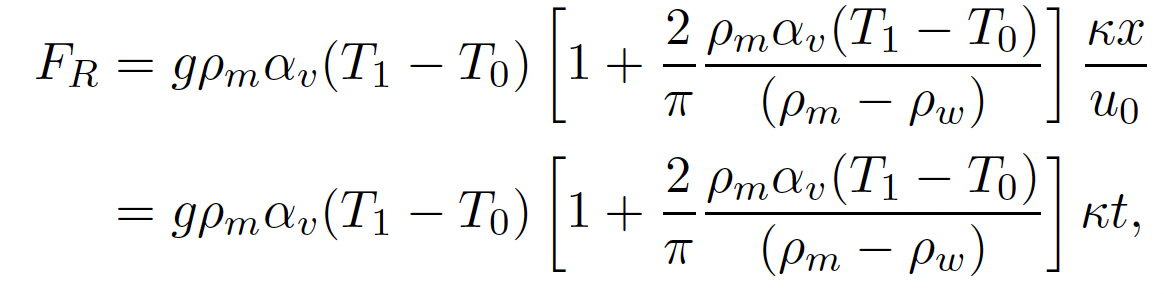 $F_R = g\rho_m\alpha_v(T_1 - T_0)\left[1 + \frac{2}{\pi}\frac{\rho_m\alpha_v(T_1 - T_0)}{(\rho_m - \rho_w)}\right]\frac{\kappa x}{u_0}$
$= g\rho_m\alpha_v(T_1 - T_0)\left[1 + \frac{2}{\pi}\frac{\rho_m\alpha_v(T_1 - T_0)}{(\rho_m - \rho_w)}\right]\kappa t,$